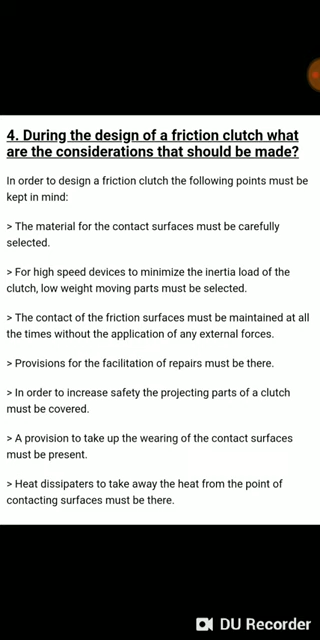 4. During the design of a friction clutch what
are the considerations that should be made?
In order to design a friction clutch the following points must be
kept in mind:
> The material for the contact surfaces must be carefully
selected.
> For high speed devices to minimize the inertia load of the
clutch, low weight moving parts must be selected.
> The contact of the friction surfaces must be maintained at all
the times without the application of any external forces.
> Provisions for the facilitation of repairs must be there.
> In order to increase safety the projecting parts of a clutch
must be covered.
> A provision to take up the wearing of the contact surfaces
must be present.
> Heat dissipaters to take away the heat from the point of
contacting surfaces must be there.
DU Recorder